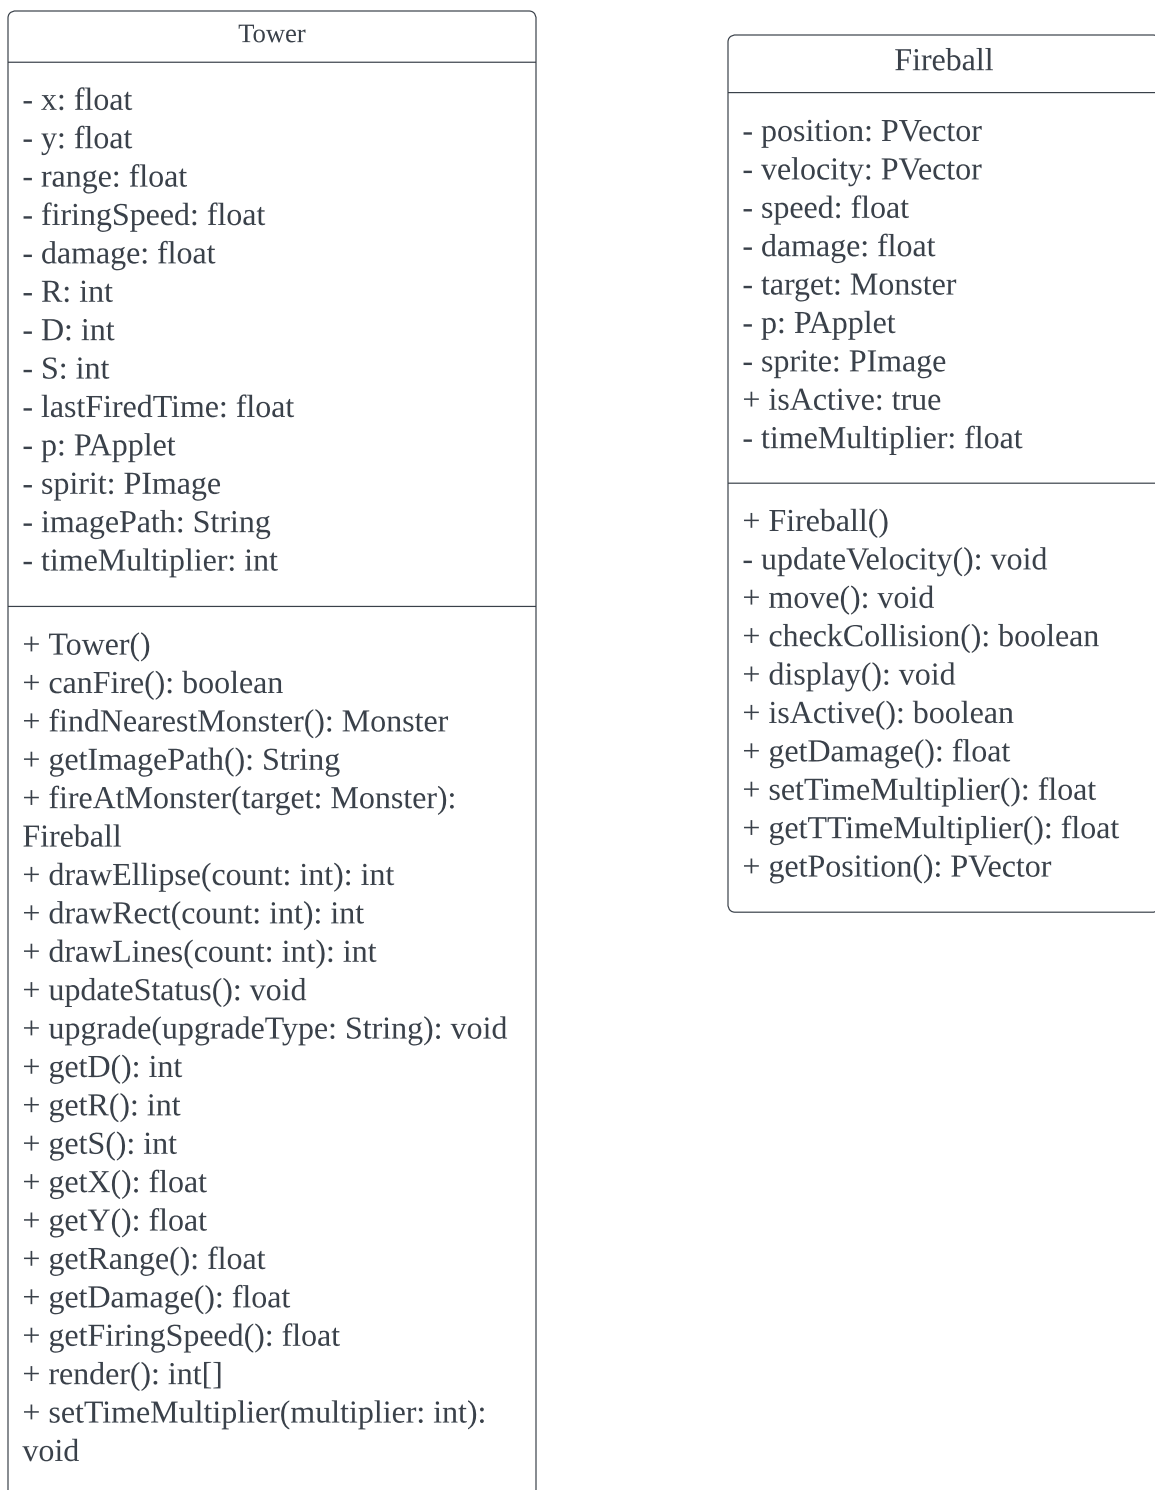 Tower
- x: float
- y: float
- range: float
- firingSpeed: float
- damage: float
- R: int
- D: int
- S: int
- lastFiredTime: float
- p: PApplet
- spirit: PImage
- imagePath: String
- timeMultiplier: int
+ Tower()
+ canFire(): boolean
+ findNearestMonster(): Monster
+ getImagePath(): String
+ fireAtMonster(target: Monster):
Fireball
+ drawEllipse(count: int): int
+ drawRect(count: int): int
+ drawLines(count: int): int
+ updateStatus(): void
+ upgrade(upgradeType: String): void
+ getD(): int
+ getR(): int
+ getS(): int
+ getX(): float
+ getY(): float
+ getRange(): float
+ getDamage(): float
+ getFiringSpeed(): float
+ render(): int[]
+ setTimeMultiplier(multiplier: int):
void
Fireball
- position: PVector
- velocity: PVector
- speed: float
- damage: float
- target: Monster
- p: PApplet
- sprite: PImage
+ isActive: true
- timeMultiplier: float
+ Fireball()
- updateVelocity(): void
+ move(): void
+ checkCollision(): boolean
+ display(): void
+ isActive(): boolean
+ getDamage(): float
+ setTimeMultiplier(): float
+ getTTimeMultiplier(): float
+ getPosition(): PVector